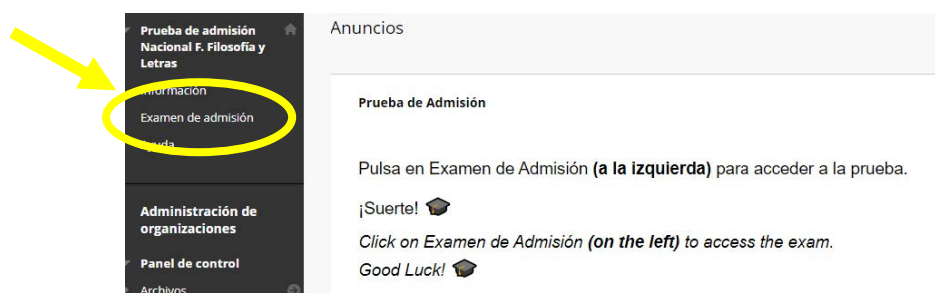 Prueba de admisión
Nacional F. Filosofía y
Letras
Información
Examen de admisión
Ayuda
Administración de
organizaciones
Panel de control
Archivos
Anuncios
Prueba de Admisión
Pulsa en Examen de Admisión (a la izquierda) para acceder a la prueba.
¡Suerte! 🎓
Click on Examen de Admisión (on the left) to access the exam.
Good Luck! 🎓